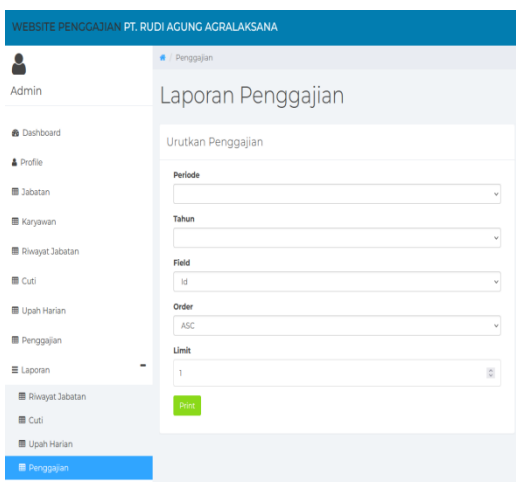 WEBSITE PENGGAJIAN PT. RUDI AGUNG AGRALAKSANA
Admin
Dashboard
Profile
Jabatan
Karyawan
Riwayat Jabatan
Cuti
Upah Harian
Penggajian
Laporan
Riwayat Jabatan
Cuti
Upah Harian
Penggajian
/ Penggajian
Laporan Penggajian
Urutkan Penggajian
Periode
Tahun
Field
Id
Order
ASC
Limit
1
Print